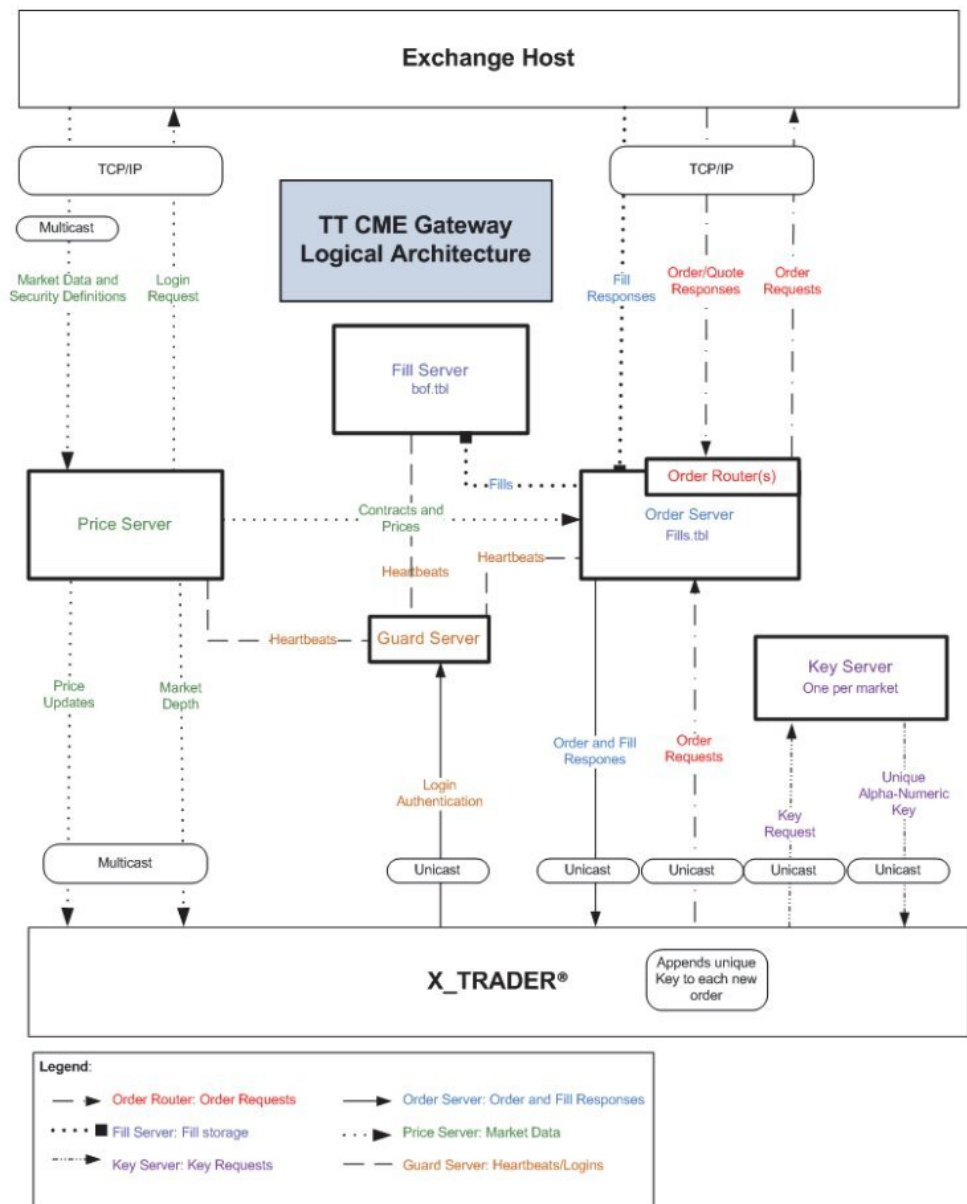 Exchange Host
TCP/IP
TCP/IP
Multicast
TT CME Gateway
Logical Architecture
Market Data and
Security Definitions
Login
Request
Fill
Responses
Order/Quote
Responses
Order
Requests
Fill Server
bof.tbl
Order Router(s)
Fills
Price Server
Contracts and
Prices
Order Server
Fills.tbl
Heartbeats
Heartbeats
Heartbeats
Guard Server
Key Server
One per market
Price
Updates
Market
Depth
Order and Fill
Respones
Order
Requests
Login
Authentication
Unique
Alpha-Numeric
Key
Key
Request
Multicast
Unicast
Unicast
Unicast
Unicast
Unicast
X_TRADER®
Appends unique
Key to each new
order
Legend:
Order Router: Order Requests
Order Server: Order and Fill Responses
Fill Server: Fill storage
Price Server: Market Data
Key Server: Key Requests
Guard Server: Heartbeats/Logins